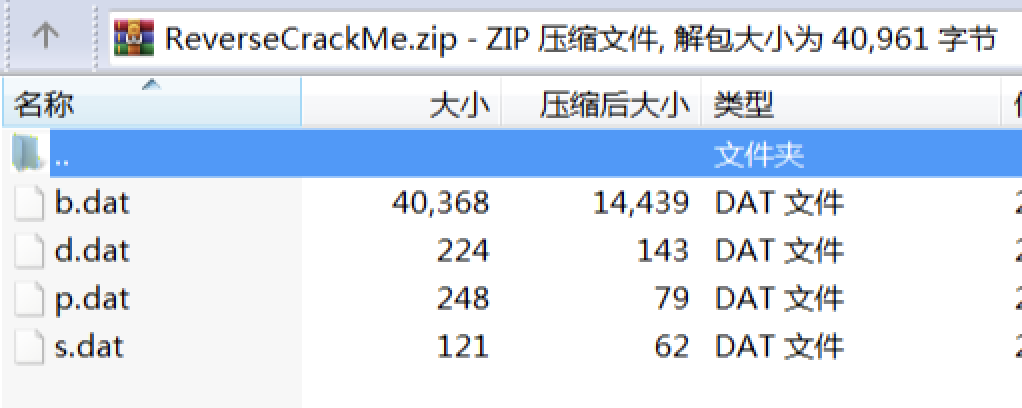 ReverseCrackMe.zip - ZIP 压缩文件, 解包大小为 40,961 字节
名称 大小 压缩后大小 类型
.. 文件夹
b.dat 40,368 14,439 DAT 文件
d.dat 224 143 DAT 文件
p.dat 248 79 DAT 文件
s.dat 121 62 DAT 文件